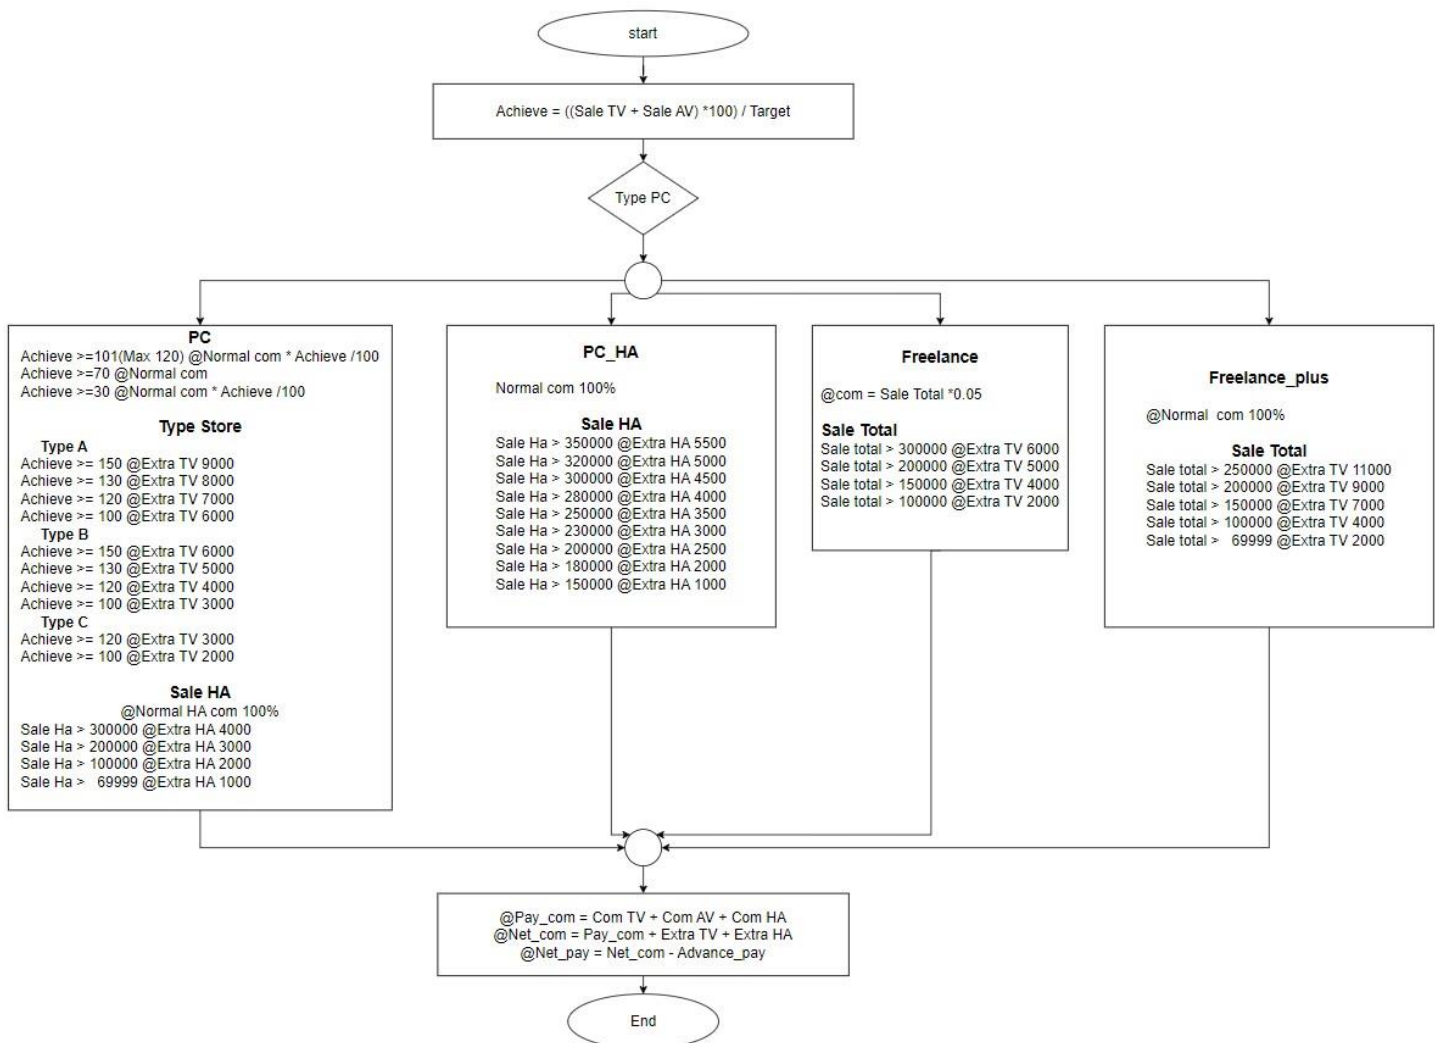 start
Achieve = ((Sale TV + Sale AV) *100) / Target
Type PC
PC
Achieve >=101(Max 120) @Normal com * Achieve /100
Achieve >=70 @Normal com
Achieve >=30 @Normal com * Achieve /100
Type Store
Type A
Achieve >= 150 @Extra TV 9000
Achieve >= 130 @Extra TV 8000
Achieve >= 120 @Extra TV 7000
Achieve >= 100 @Extra TV 6000
Type B
Achieve >= 150 @Extra TV 6000
Achieve >= 130 @Extra TV 5000
Achieve >= 120 @Extra TV 4000
Achieve >= 100 @Extra TV 3000
Type C
Achieve >= 120 @Extra TV 3000
Achieve >= 100 @Extra TV 2000
Sale HA
@Normal HA com 100%
Sale Ha > 300000 @Extra HA 4000
Sale Ha > 200000 @Extra HA 3000
Sale Ha > 100000 @Extra HA 2000
Sale Ha > 69999 @Extra HA 1000
PC_HA
Normal com 100%
Sale HA
Sale Ha > 350000 @Extra HA 5500
Sale Ha > 320000 @Extra HA 5000
Sale Ha > 300000 @Extra HA 4500
Sale Ha > 280000 @Extra HA 4000
Sale Ha > 250000 @Extra HA 3500
Sale Ha > 230000 @Extra HA 3000
Sale Ha > 200000 @Extra HA 2500
Sale Ha > 180000 @Extra HA 2000
Sale Ha > 150000 @Extra HA 1000
Freelance
@com = Sale Total *0.05
Sale Total
Sale total > 300000 @Extra TV 6000
Sale total > 200000 @Extra TV 5000
Sale total > 150000 @Extra TV 4000
Sale total > 100000 @Extra TV 2000
Freelance_plus
@Normal com 100%
Sale Total
Sale total > 250000 @Extra TV 11000
Sale total > 200000 @Extra TV 9000
Sale total > 150000 @Extra TV 7000
Sale total > 100000 @Extra TV 4000
Sale total > 69999 @Extra TV 2000
@Pay_com = Com TV + Com AV + Com HA
@Net_com = Pay_com + Extra TV + Extra HA
@Net_pay = Net_com - Advance_pay
End